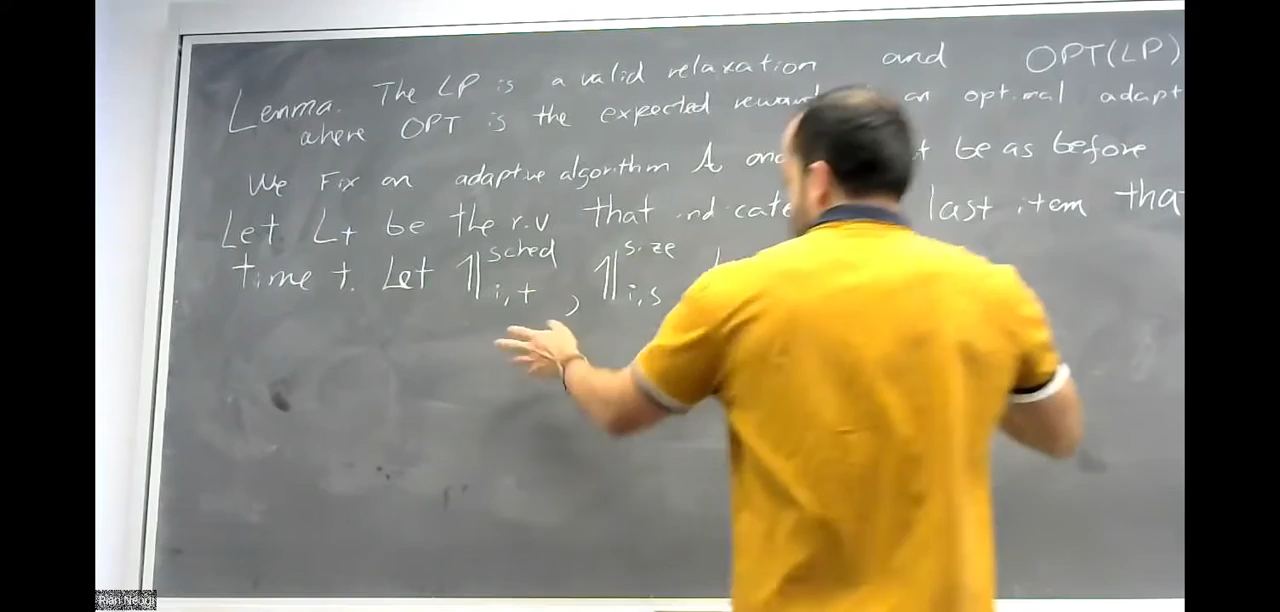 Lemma. The LP is a valid relaxation and OPT(LP)
where OPT is the expected reward an optimal adapt
We Fix an adaptive algorithm A and be as before
Let Lt be the r.v that indicate last item tha
time t. Let 𝟙^sched_i,t , 𝟙^size_i,s
Rian Neogi